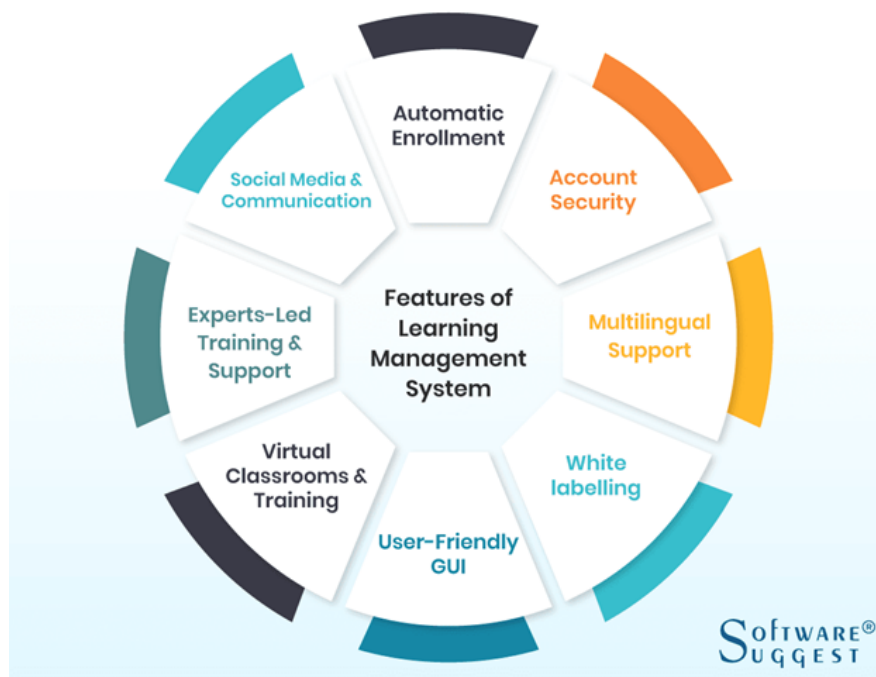 Automatic
Enrollment
Account
Security
Multilingual
Support
White
labelling
User-Friendly
GUI
Virtual
Classrooms &
Training
Experts-Led
Training &
Support
Social Media &
Communication
Features of
Learning
Management
System
SOFTWARE®
SUGGEST